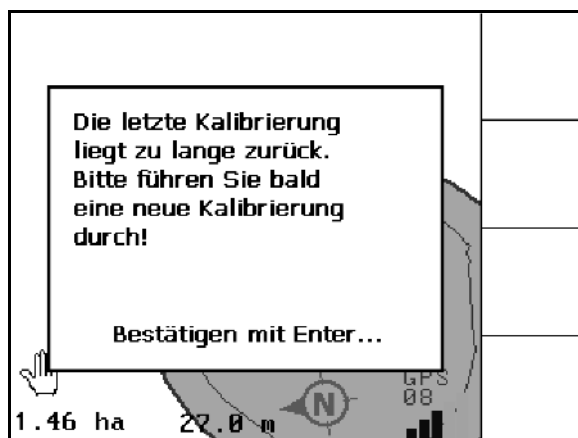 Die letzte Kalibrierung
liegt zu lange zurück.
Bitte führen Sie bald
eine neue Kalibrierung
durch!
Bestätigen mit Enter...
GPS
08
N
1.46 ha 27.0 m